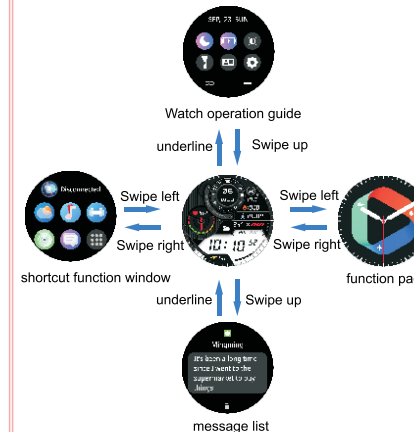 SEP, 23 SUN
Watch operation guide
underline
Swipe up
Disconnected
Swipe left
Swipe left
Swipe right
Swipe right
10:10
shortcut function window
function pa
underline
Swipe up
Mingming
It's been a long time
since I went to the
supermarket to buy
things
message list